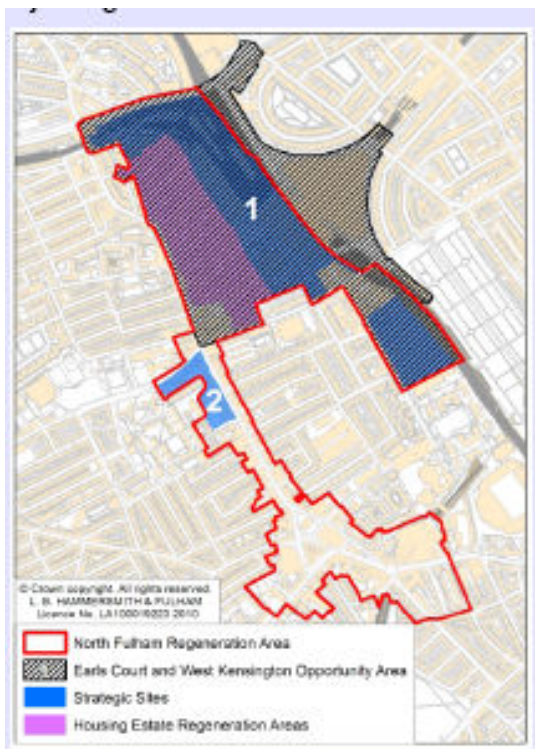 1
2
© Crown copyright. All rights reserved.
L. B. HAMMERSMITH & FULHAM
Licence No. LA100019223 2010
North Fulham Regeneration Area
Earls Court and West Kensington Opportunity Area
Strategic Sites
Housing Estate Regeneration Areas